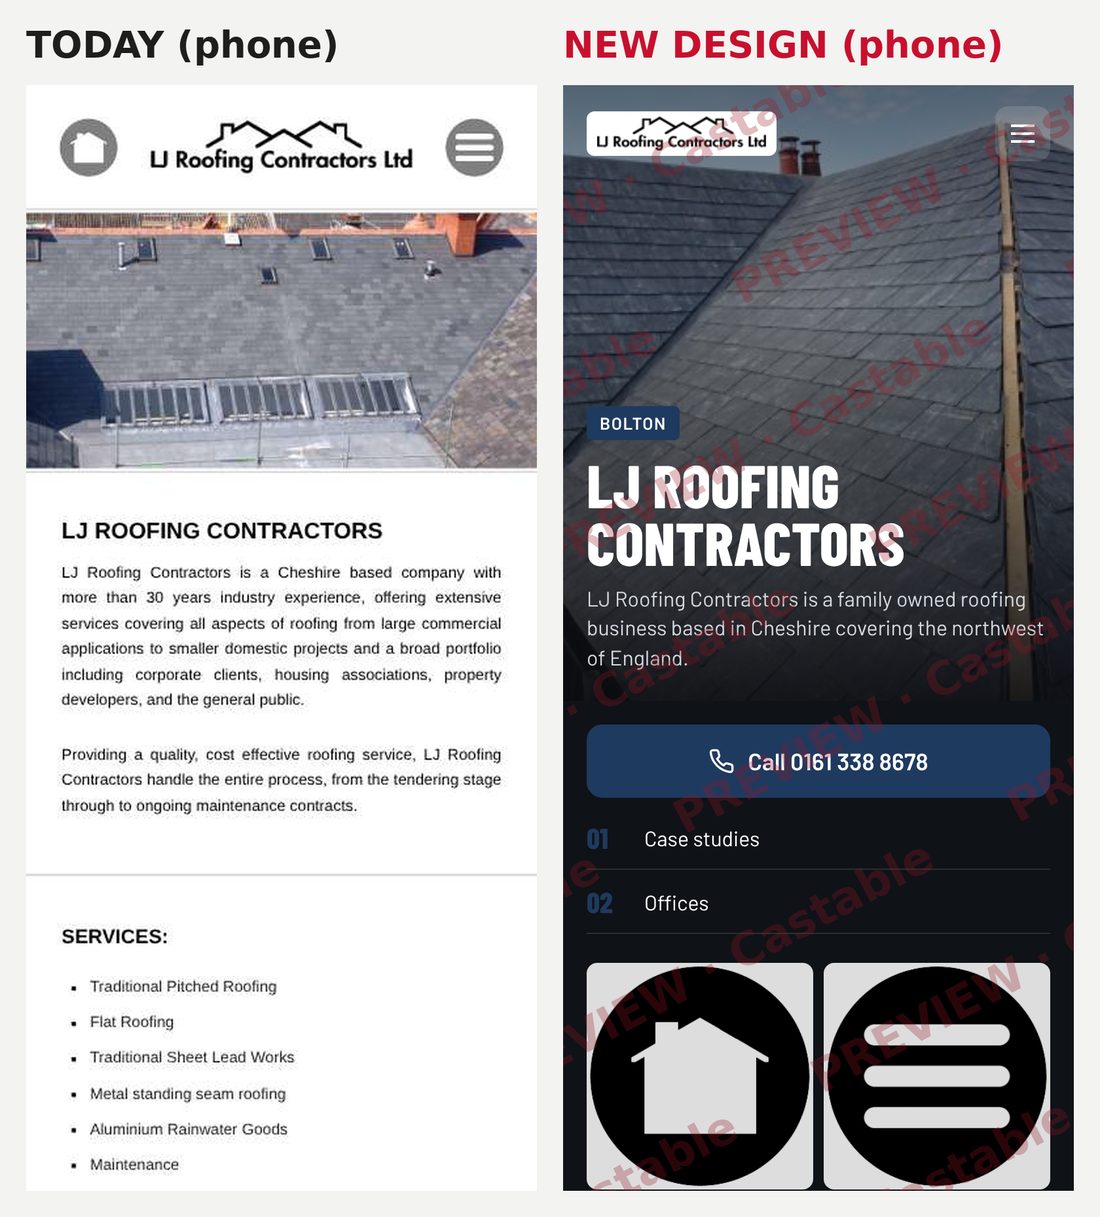 TODAY (phone)
LJ Roofing Contractors Ltd
LJ ROOFING CONTRACTORS
LJ Roofing Contractors is a Cheshire based company with
more than 30 years industry experience, offering extensive
services covering all aspects of roofing from large commercial
applications to smaller domestic projects and a broad portfolio
including corporate clients, housing associations, property
developers, and the general public.
Providing a quality, cost effective roofing service, LJ Roofing
Contractors handle the entire process, from the tendering stage
through to ongoing maintenance contracts.
SERVICES:
Traditional Pitched Roofing
Flat Roofing
Traditional Sheet Lead Works
Metal standing seam roofing
Aluminium Rainwater Goods
Maintenance
NEW DESIGN (phone)
LJ Roofing Contractors Ltd
BOLTON
LJ ROOFING
CONTRACTORS
LJ Roofing Contractors is a family owned roofing
business based in Cheshire covering the northwest
of England.
Call 0161 338 8678
01 Case studies
02 Offices
PREVIEW · Castable